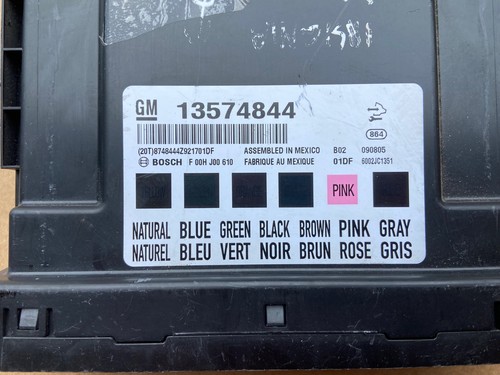 GM 13574844
864
(20T)8748444Z921701DF ASSEMBLED IN MEXICO B02 090805
BOSCH F 00H J00 610 FABRIQUE AU MEXIQUE 01DF 6002JC1351
PINK
NATURAL BLUE GREEN BLACK BROWN PINK GRAY
NATUREL BLEU VERT NOIR BRUN ROSE GRIS